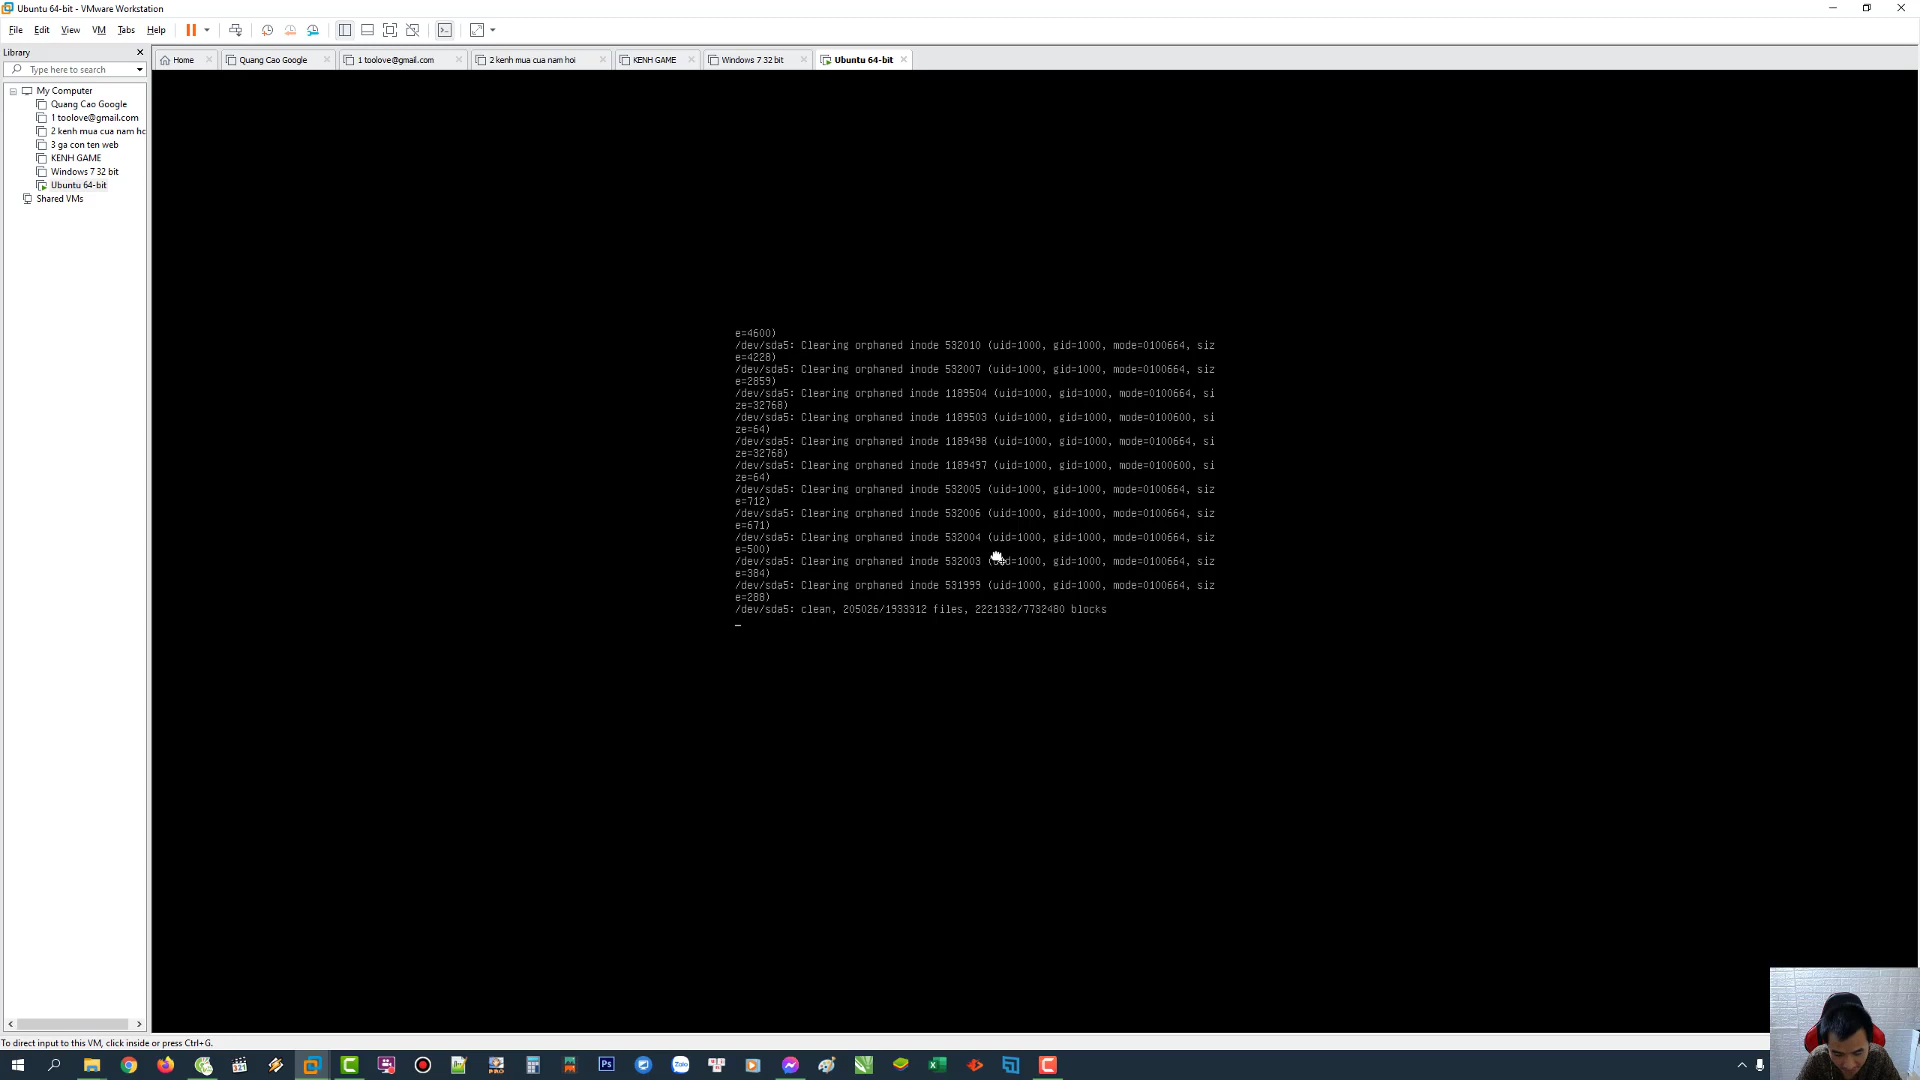 Ubuntu 64-bit - VMware Workstation
File Edit View VM Tabs Help
Library
Type here to search
My Computer
Quang Cao Google
1 toolove@gmail.com
2 kenh mua cua nam ho
3 ga con ten web
KENH GAME
Windows 7 32 bit
Ubuntu 64-bit
Shared VMs
Home Quang Cao Google 1 toolove@gmail.com 2 kenh mua cua nam hoi KENH GAME Windows 7 32 bit Ubuntu 64-bit
e=4600)
/dev/sda5: Clearing orphaned inode 532010 (uid=1000, gid=1000, mode=0100664, siz
e=4228)
/dev/sda5: Clearing orphaned inode 532007 (uid=1000, gid=1000, mode=0100664, siz
e=2859)
/dev/sda5: Clearing orphaned inode 1189504 (uid=1000, gid=1000, mode=0100664, si
ze=32768)
/dev/sda5: Clearing orphaned inode 1189503 (uid=1000, gid=1000, mode=0100600, si
ze=64)
/dev/sda5: Clearing orphaned inode 1189498 (uid=1000, gid=1000, mode=0100664, si
ze=32768)
/dev/sda5: Clearing orphaned inode 1189497 (uid=1000, gid=1000, mode=0100600, si
ze=64)
/dev/sda5: Clearing orphaned inode 532005 (uid=1000, gid=1000, mode=0100664, siz
e=712)
/dev/sda5: Clearing orphaned inode 532006 (uid=1000, gid=1000, mode=0100664, siz
e=671)
/dev/sda5: Clearing orphaned inode 532004 (uid=1000, gid=1000, mode=0100664, siz
e=500)
/dev/sda5: Clearing orphaned inode 532003 (uid=1000, gid=1000, mode=0100664, siz
e=384)
/dev/sda5: Clearing orphaned inode 531999 (uid=1000, gid=1000, mode=0100664, siz
e=288)
/dev/sda5: clean, 205026/1933312 files, 2221332/7732480 blocks
_
To direct input to this VM, click inside or press Ctrl+G.